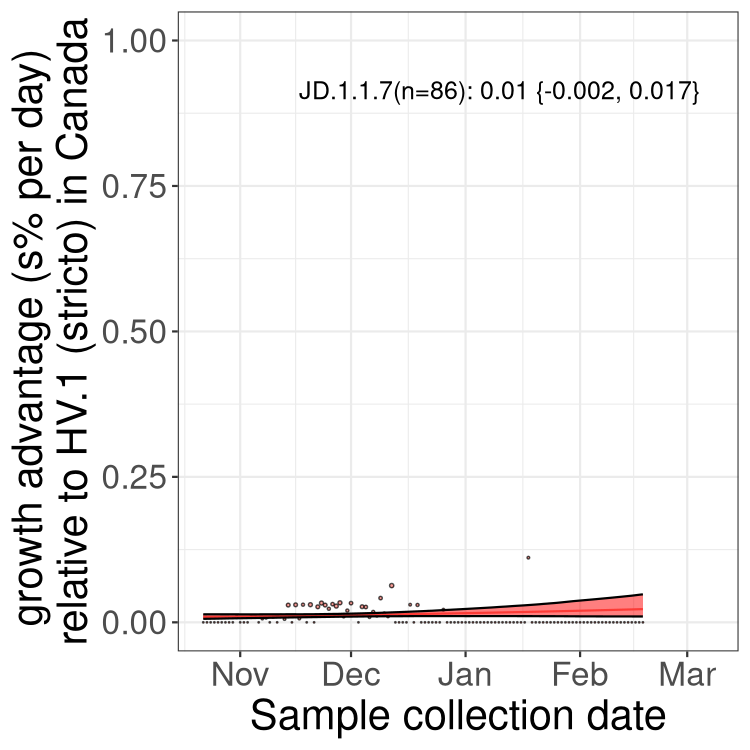 growth advantage (s% per day)
relative to HV.1 (stricto) in Canada
1.00
0.75
0.50
0.25
0.00
JD.1.1.7(n=86): 0.01 {-0.002, 0.017}
Nov Dec Jan Feb Mar
Sample collection date